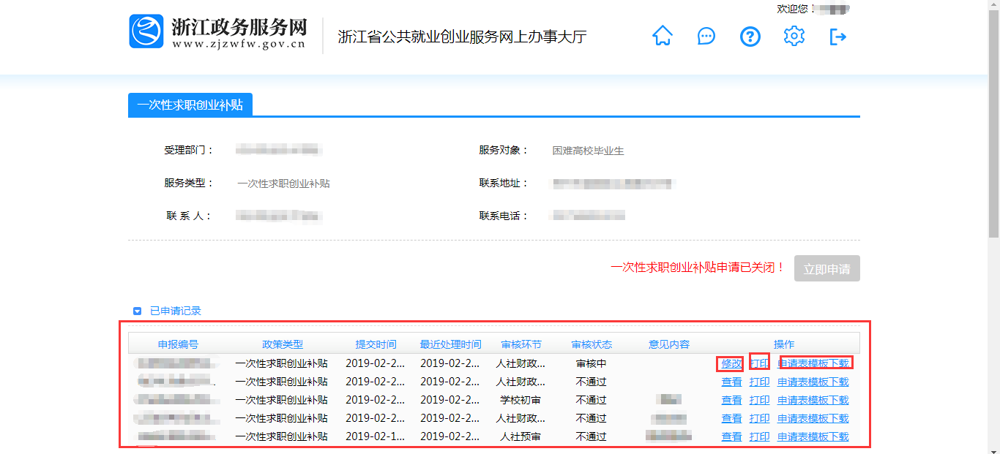 欢迎您！
浙江政务服务网
www.zjzwfw.gov.cn
浙江省公共就业创业服务网上办事大厅
一次性求职创业补贴
受理部门： 服务对象： 困难高校毕业生
服务类型： 一次性求职创业补贴 联系地址：
联 系 人： 联系电话：
一次性求职创业补贴申请已关闭！ 立即申请
已申请记录
申报编号 政策类型 提交时间 最近处理时间 审核环节 审核状态 意见内容 操作
一次性求职创业补贴 2019-02-2... 2019-02-2... 人社财政... 审核中 修改 打印 申请表模板下载
一次性求职创业补贴 2019-02-2... 2019-02-2... 人社财政... 不通过 查看 打印 申请表模板下载
一次性求职创业补贴 2019-02-2... 2019-02-2... 学校初审 不通过 查看 打印 申请表模板下载
一次性求职创业补贴 2019-02-2... 2019-02-2... 人社财政... 不通过 查看 打印 申请表模板下载
一次性求职创业补贴 2019-02-1... 2019-02-2... 人社预审 不通过 查看 打印 申请表模板下载